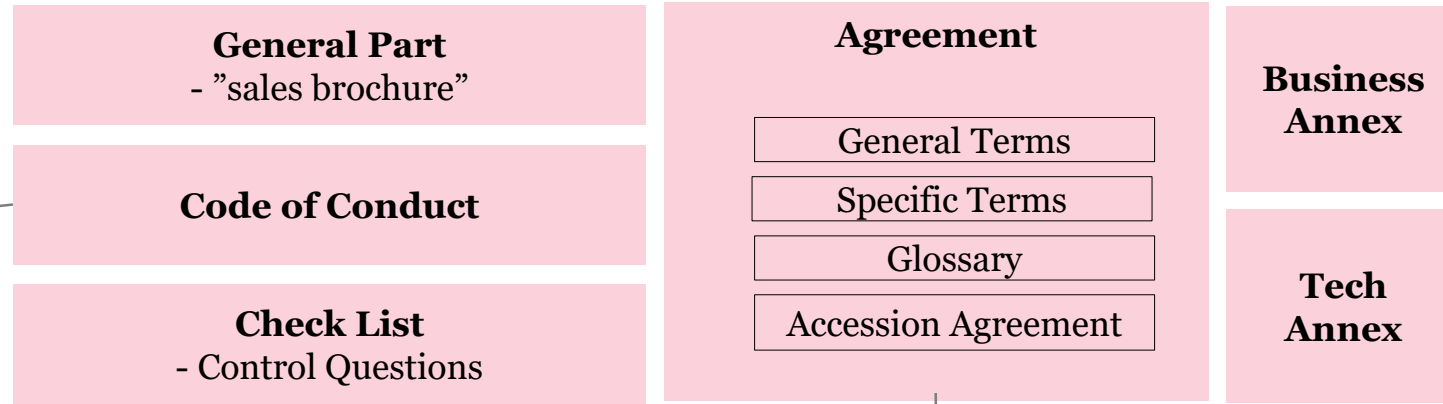 General Part
- ”sales brochure”
Code of Conduct
Check List
- Control Questions
Agreement
General Terms
Specific Terms
Glossary
Accession Agreement
Business
Annex
Tech
Annex